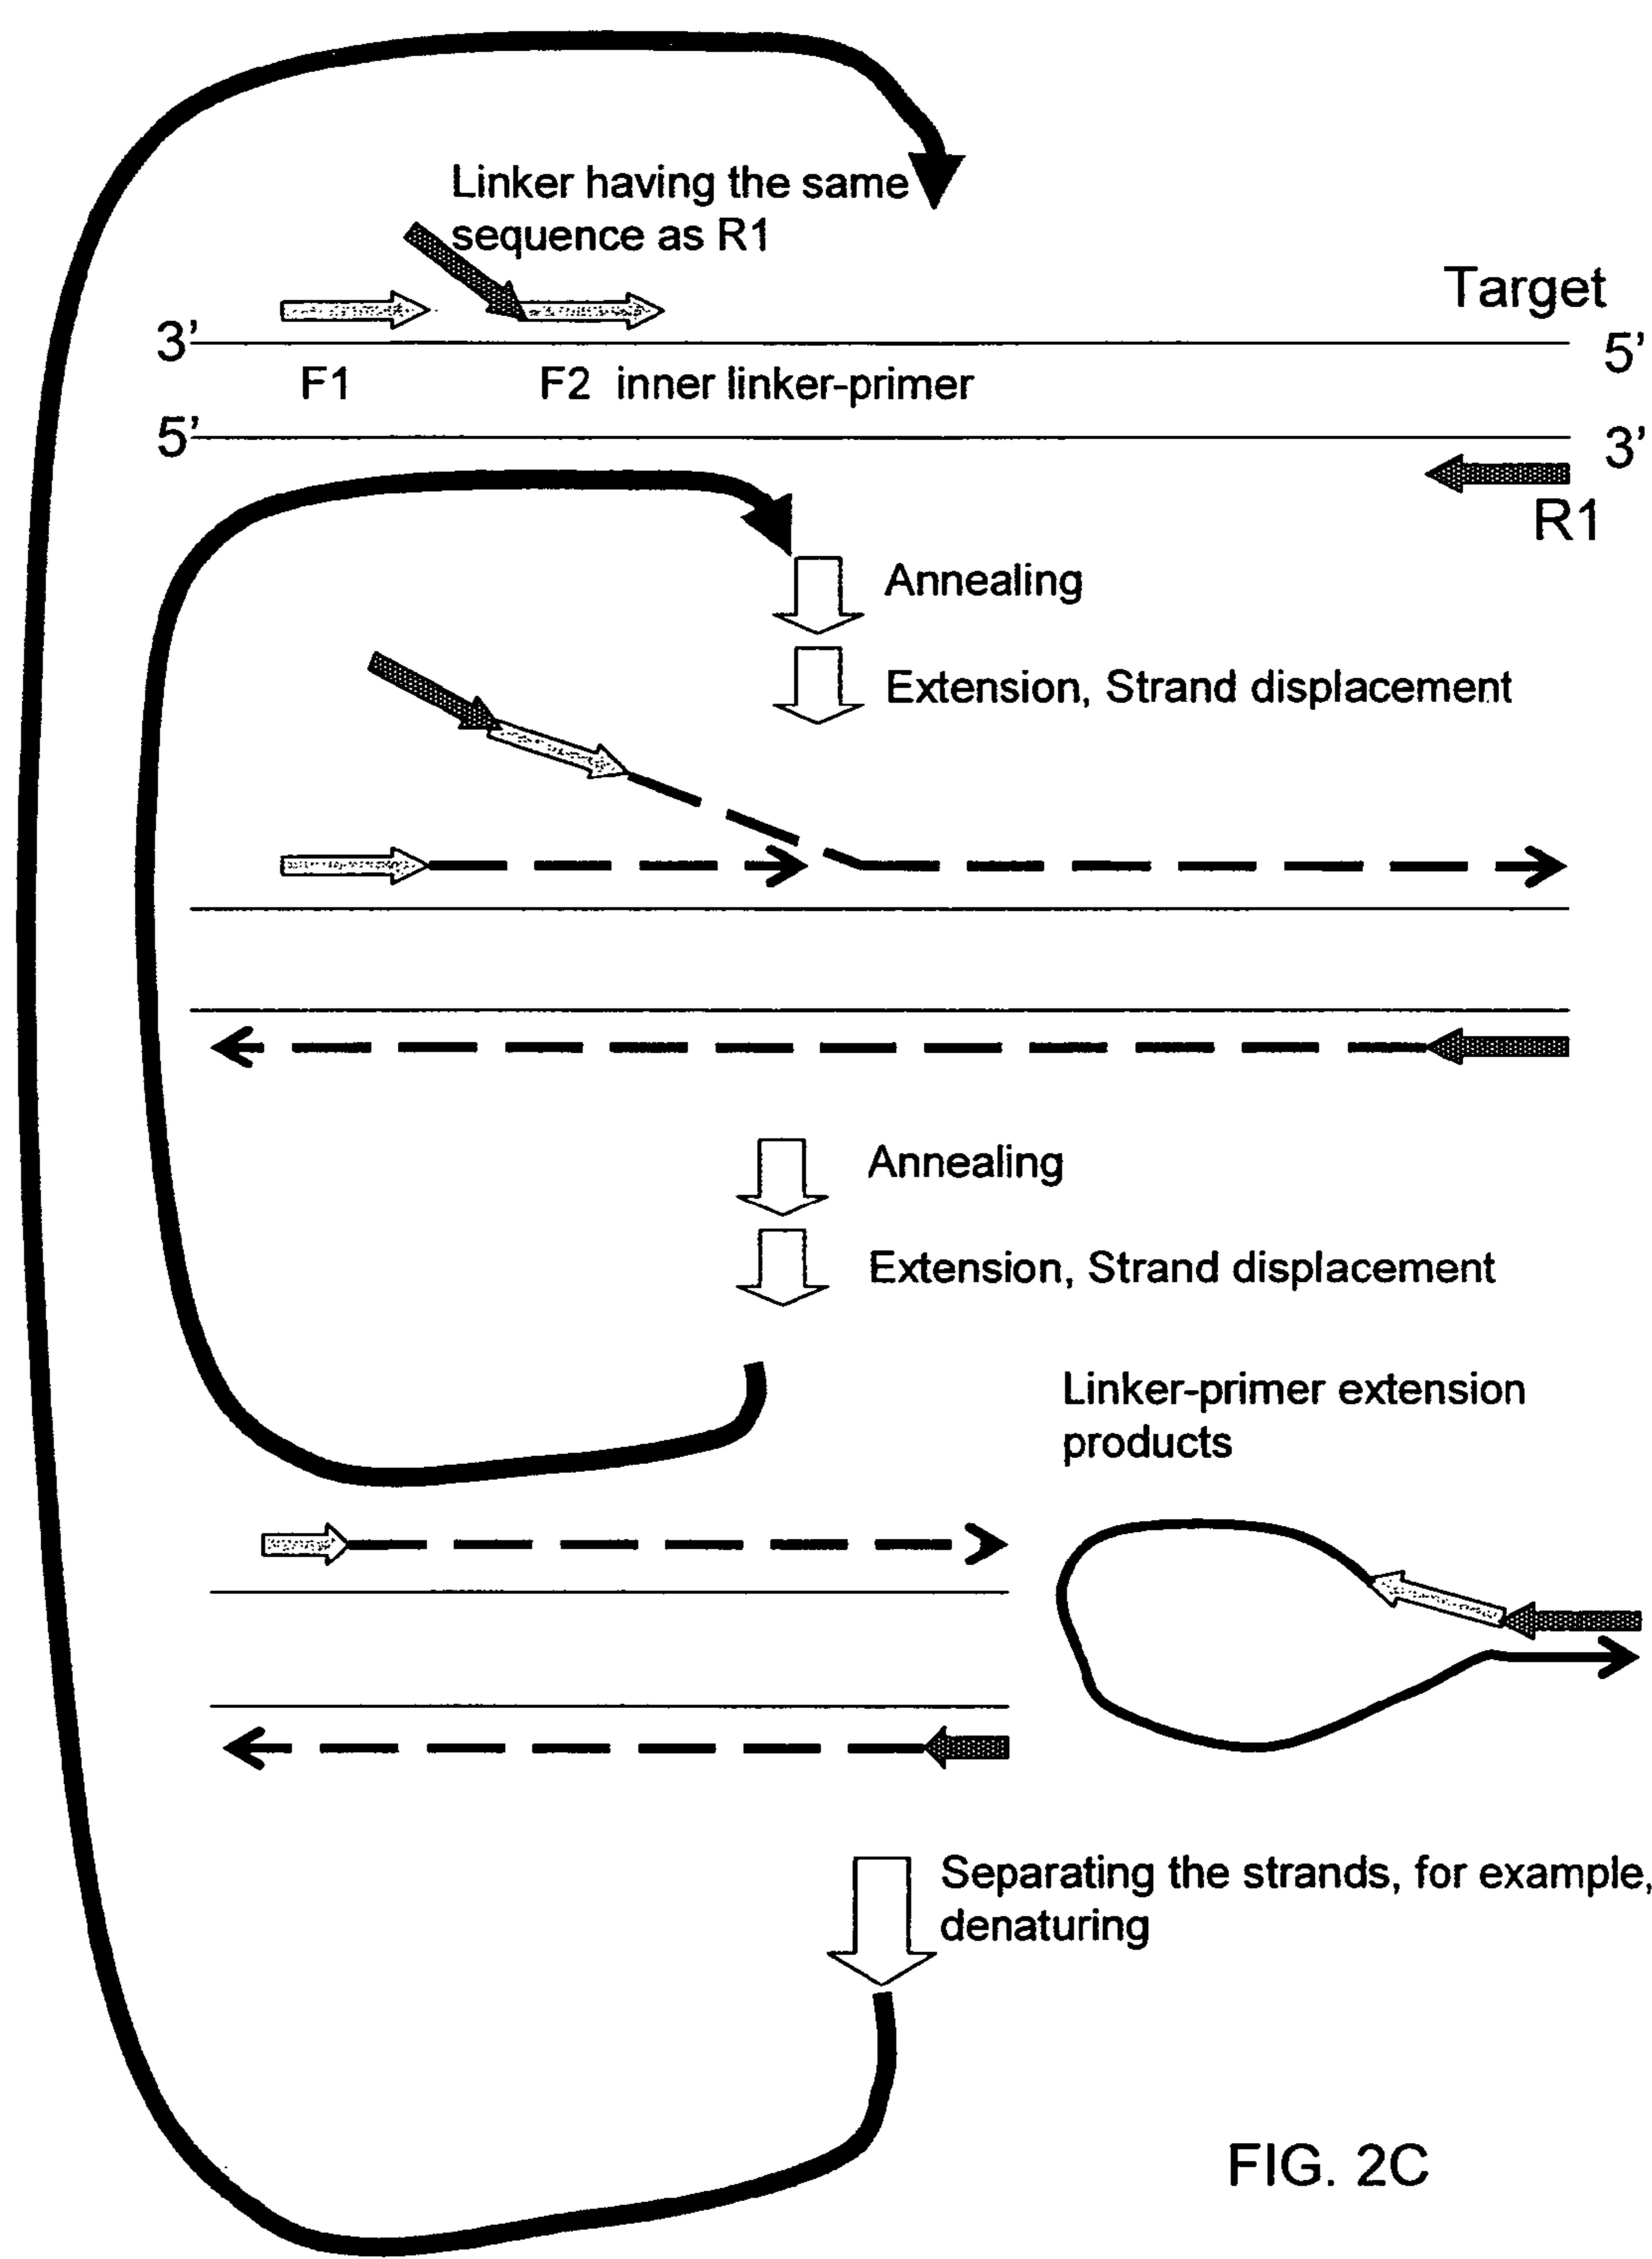 Linker having the same
sequence as R1
Target
3’
5’
F1
F2 inner linker-primer
5’
3’
R1
Annealing
Extension, Strand displacement
Annealing
Extension, Strand displacement
Linker-primer extension
products
Separating the strands, for example,
denaturing
FIG. 2C